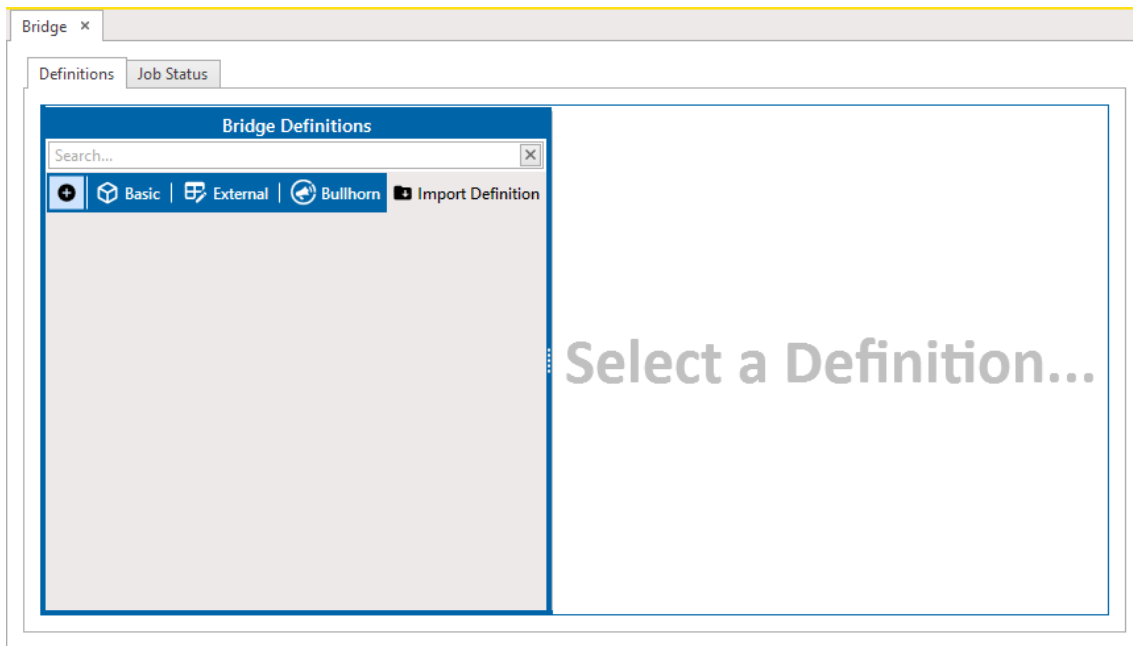 Bridge ×
Definitions Job Status
Bridge Definitions
Search...
Basic | External | Bullhorn Import Definition
Select a Definition...